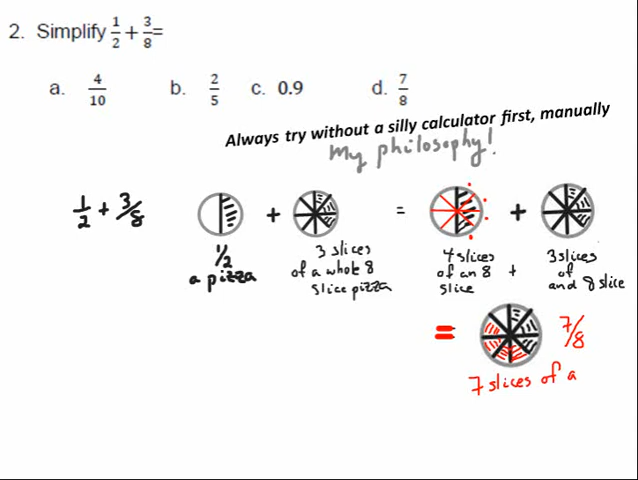 2. Simplify 1/2 + 3/8 =
a. 4/10 b. 2/5 c. 0.9 d. 7/8
Always try without a silly calculator first, manually
My philosophy!
1/2 + 3/8 + = +
1/2 a pizza
3 slices of a whole 8 slice pizza
4 slices of an 8 slice
+
3 slices of and 8 slice
= 7/8
7 slices of a